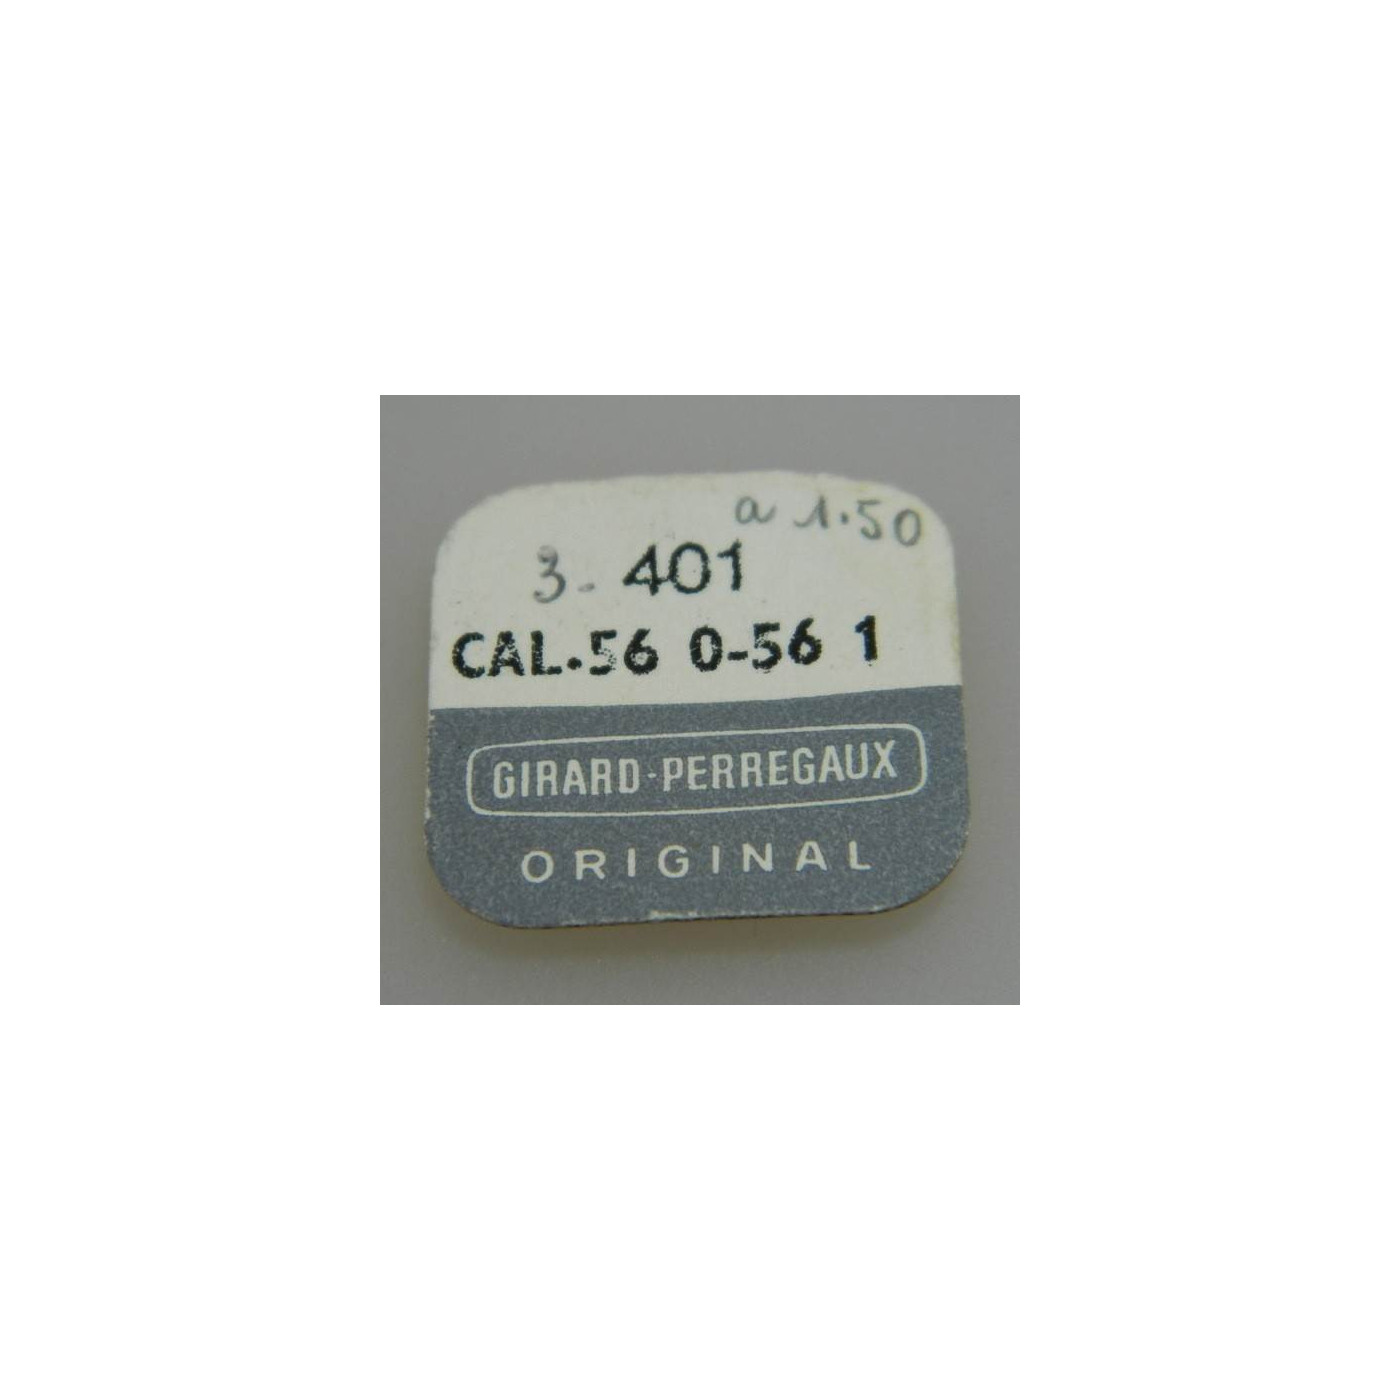 a 1.50
3- 401
CAL.56 0-56 1
GIRARD-PERREGAUX
ORIGINAL